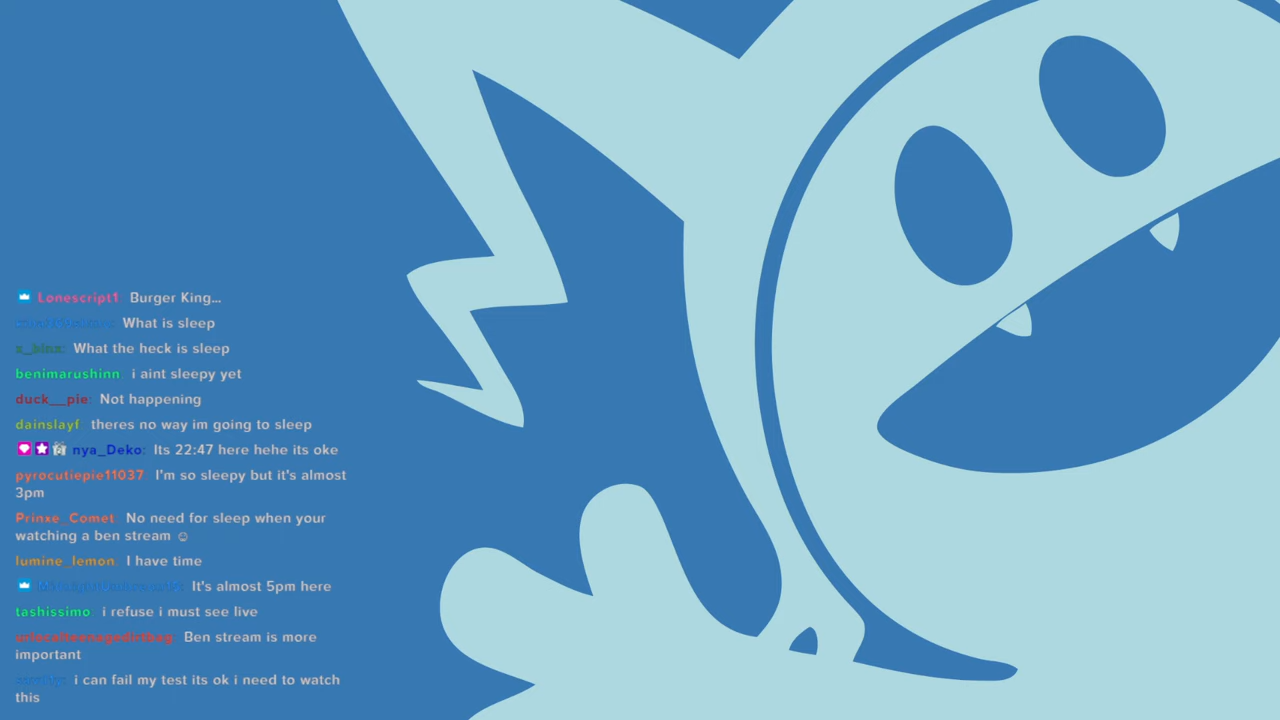 Lonescript1 Burger King...
What is sleep
z_blnx: What the heck is sleep
benimarushinn i aint sleepy yet
duck__pie: Not happening
dainslayf theres no way im going to sleep
nya_Deko: Its 22:47 here hehe its oke
pyrocutiepie11037 I'm so sleepy but it's almost
3pm
Prinxe_Comet: No need for sleep when your
watching a ben stream ☺
lumine_lemon: I have time
It's almost 5pm here
tashissimo i refuse i must see live
Ben stream is more
important
i can fail my test its ok i need to watch
this